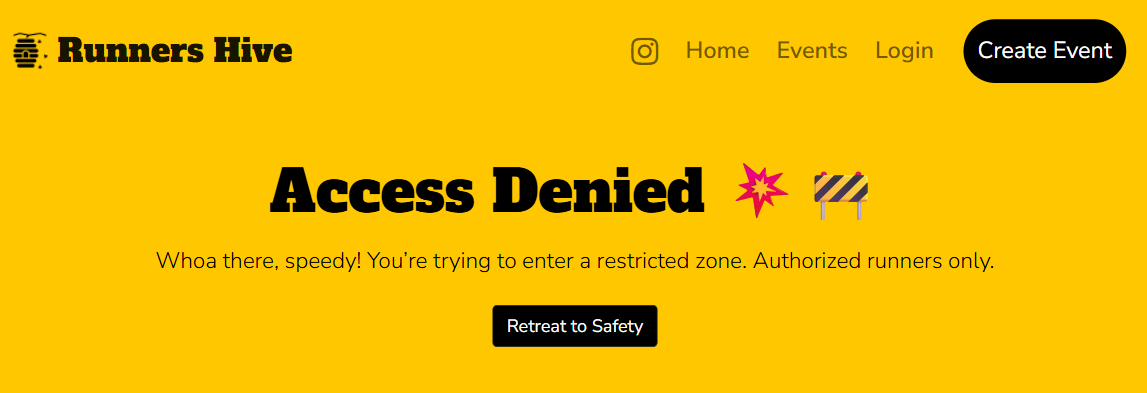 Runners Hive
Home Events Login Create Event
Access Denied
Whoa there, speedy! You’re trying to enter a restricted zone. Authorized runners only.
Retreat to Safety